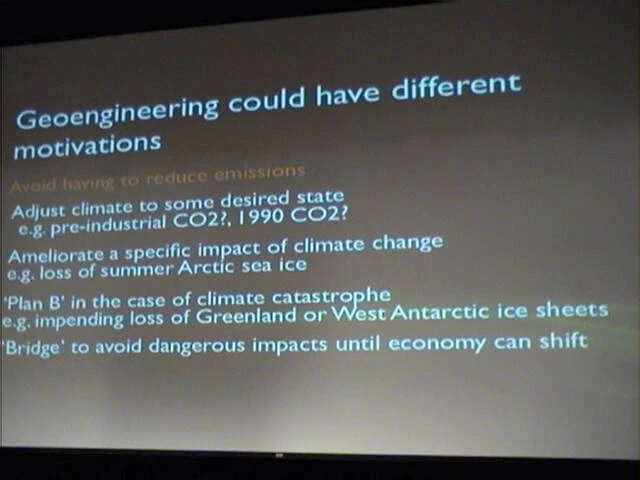 Geoengineering could have different
motivations
Avoid having to reduce emissions
Adjust climate to some desired state
e.g. pre-industrial CO2?, 1990 CO2?
Ameliorate a specific impact of climate change
e.g. loss of summer Arctic sea ice
'Plan B' in the case of climate catastrophe
e.g. impending loss of Greenland or West Antarctic ice sheets
'Bridge' to avoid dangerous impacts until economy can shift